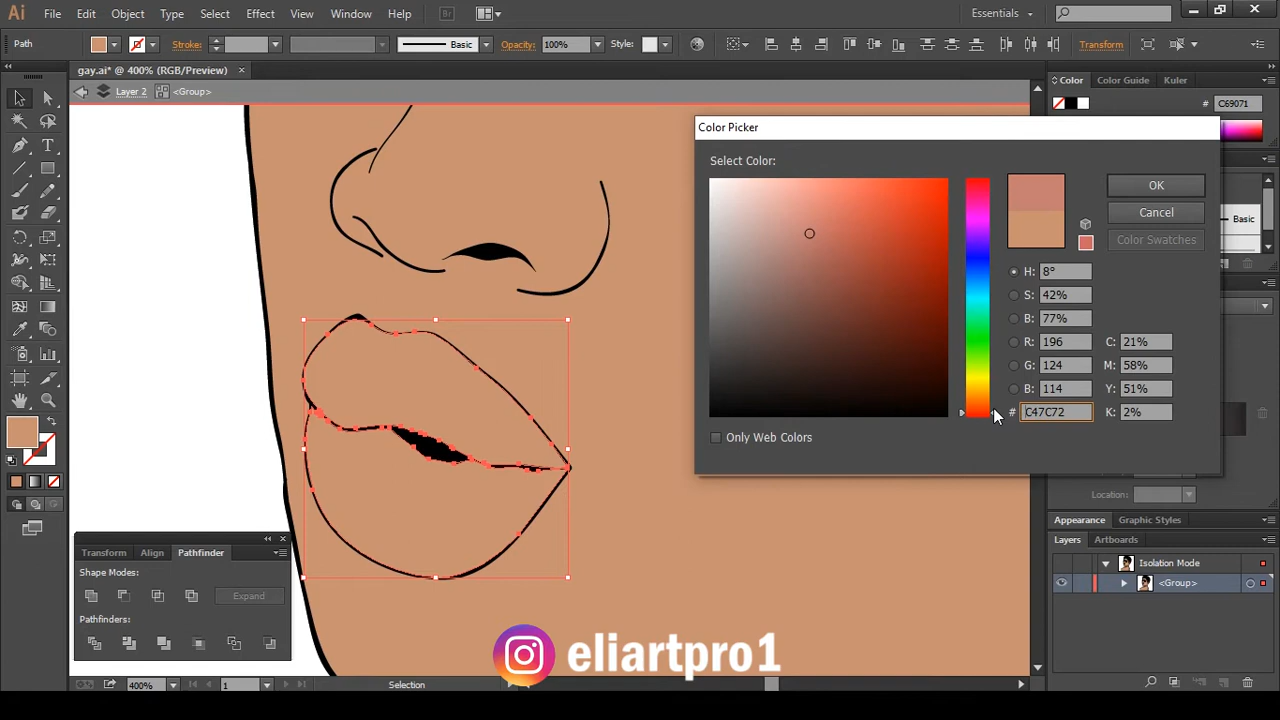 Ai File Edit Object Type Select Effect View Window Help Br Essentials
Path Stroke: Basic Opacity: 100% Style: Transform
gay.ai* @ 400% (RGB/Preview) ×
Layer 2 <Group>
Color Color Guide Kuler
# C69071
Color Picker
Select Color:
OK
Cancel
Color Swatches
Basic
H: 8°
S: 42%
B: 77%
R: 196 C: 21%
G: 124 M: 58%
B: 114 Y: 51%
# C47C72 K: 2%
Only Web Colors
Location:
Transform Align Pathfinder
Shape Modes:
Expand
Pathfinders:
Appearance Graphic Styles
Layers Artboards
Isolation Mode
<Group>
eliartpro1
400% 1 Selection